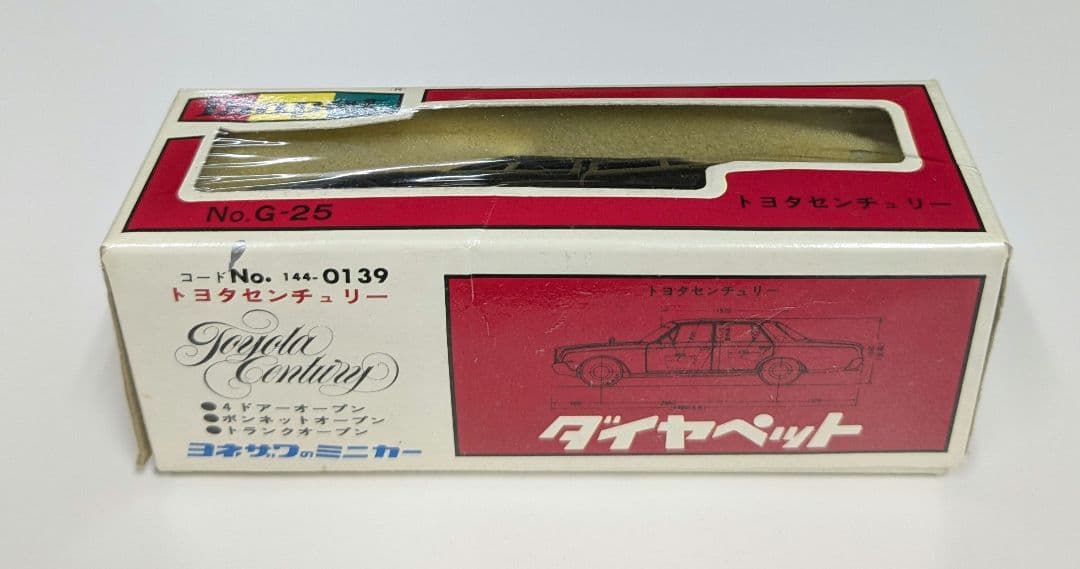 No.G-25
トヨタセンチュリー
コードNo. 144-0139
トヨタセンチュリー
Toyota
Century
●4ドアーオープン
●ボンネットオープン
●トランクオープン
ヨネザワのミニカー
トヨタセンチュリー
ダイヤペット